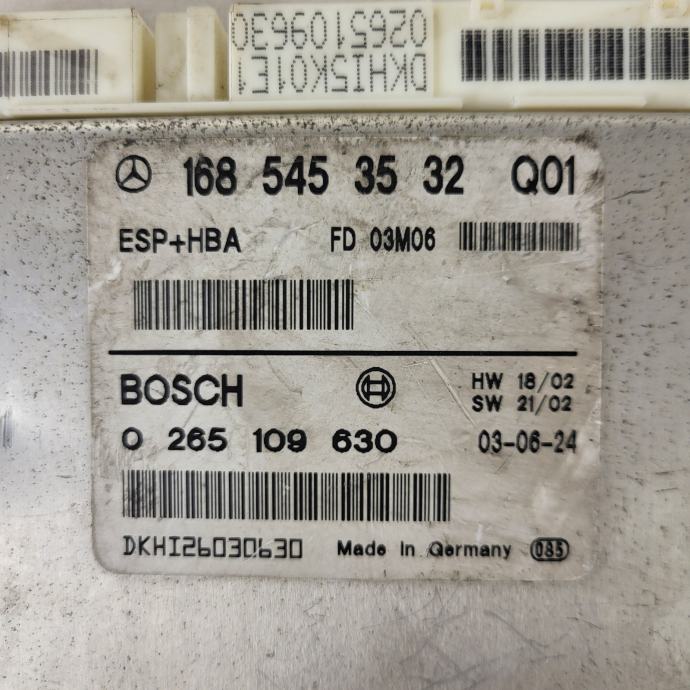 0265109630
DKHI5K01E1
168 545 35 32 Q01
ESP+HBA FD 03M06
BOSCH HW 18/02
SW 21/02
0 265 109 630 03-06-24
DKHI26030630 Made in Germany 085